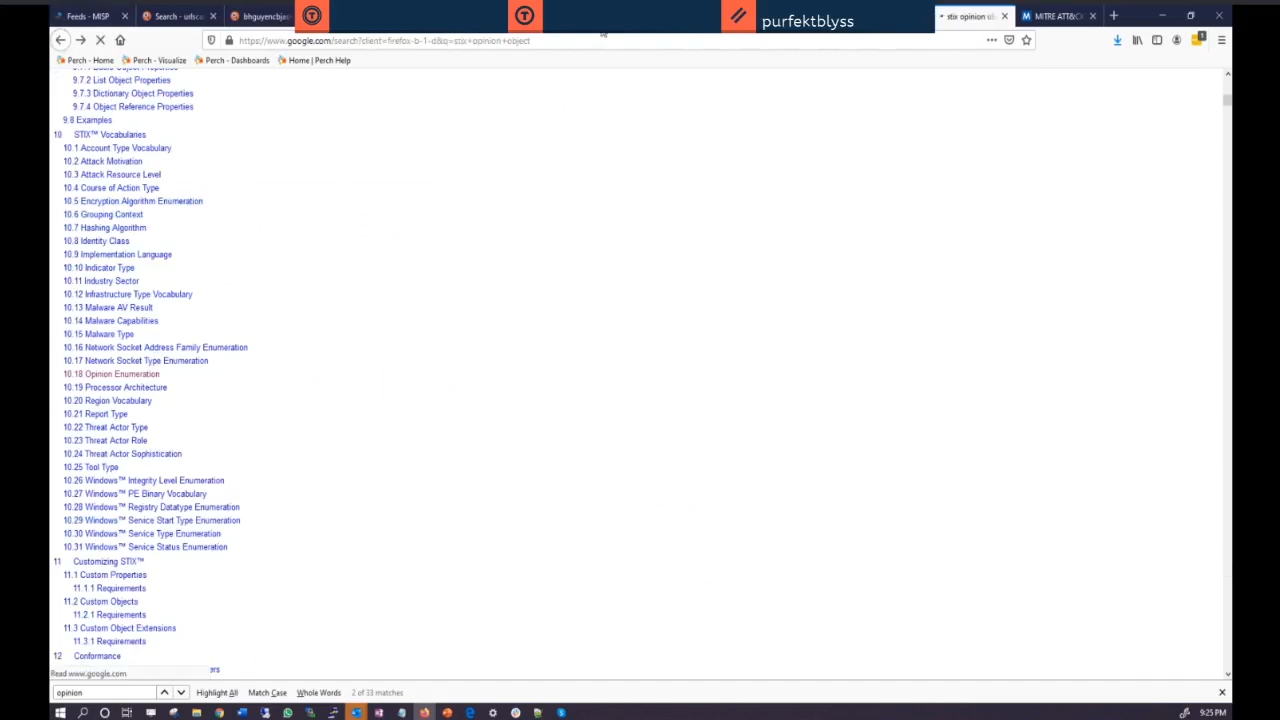 Feeds - MISP
Search - urlsca
bhguyencbjae
purfektblyss
stix opinion ob
MITRE ATT&C
https://www.google.com/search?client=firefox-b-1-d&q=stix+opinion+object
Perch - Home
Perch - Visualize
Perch - Dashboards
Home | Perch Help
9.7.2 List Object Properties
9.7.3 Dictionary Object Properties
9.7.4 Object Reference Properties
9.8 Examples
10 STIX™ Vocabularies
10.1 Account Type Vocabulary
10.2 Attack Motivation
10.3 Attack Resource Level
10.4 Course of Action Type
10.5 Encryption Algorithm Enumeration
10.6 Grouping Context
10.7 Hashing Algorithm
10.8 Identity Class
10.9 Implementation Language
10.10 Indicator Type
10.11 Industry Sector
10.12 Infrastructure Type Vocabulary
10.13 Malware AV Result
10.14 Malware Capabilities
10.15 Malware Type
10.16 Network Socket Address Family Enumeration
10.17 Network Socket Type Enumeration
10.18 Opinion Enumeration
10.19 Processor Architecture
10.20 Region Vocabulary
10.21 Report Type
10.22 Threat Actor Type
10.23 Threat Actor Role
10.24 Threat Actor Sophistication
10.25 Tool Type
10.26 Windows™ Integrity Level Enumeration
10.27 Windows™ PE Binary Vocabulary
10.28 Windows™ Registry Datatype Enumeration
10.29 Windows™ Service Start Type Enumeration
10.30 Windows™ Service Type Enumeration
10.31 Windows™ Service Status Enumeration
11 Customizing STIX™
11.1 Custom Properties
11.1.1 Requirements
11.2 Custom Objects
11.2.1 Requirements
11.3 Custom Object Extensions
11.3.1 Requirements
12 Conformance
Read www.google.com
opinion
Highlight All
Match Case
Whole Words
2 of 33 matches
9:25 PM